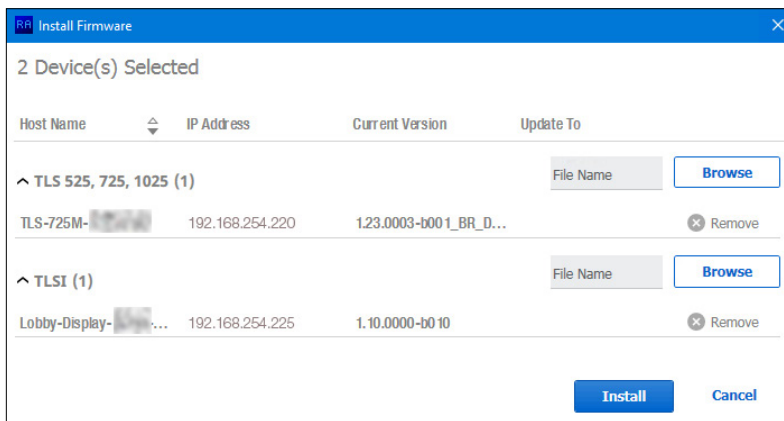 RA Install Firmware
2 Device(s) Selected
Host Name IP Address Current Version Update To
TLS 525, 725, 1025 (1) File Name Browse
TLS-725M- 192.168.254.220 1.23.0003-b001_BR_D... Remove
TLSI (1) File Name Browse
Lobby-Display- ... 192.168.254.225 1.10.0000-b010 Remove
Install Cancel